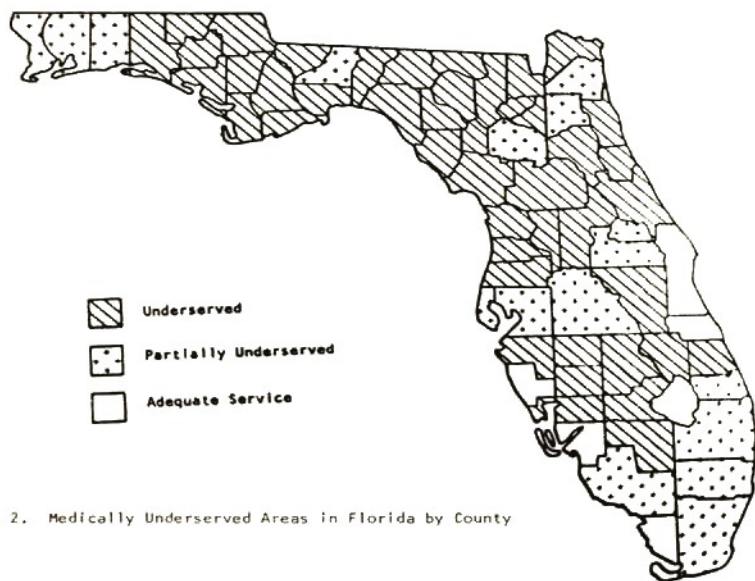 Underserved
Partially Underserved
Adequate Service
2. Medically Underserved Areas in Florida by County